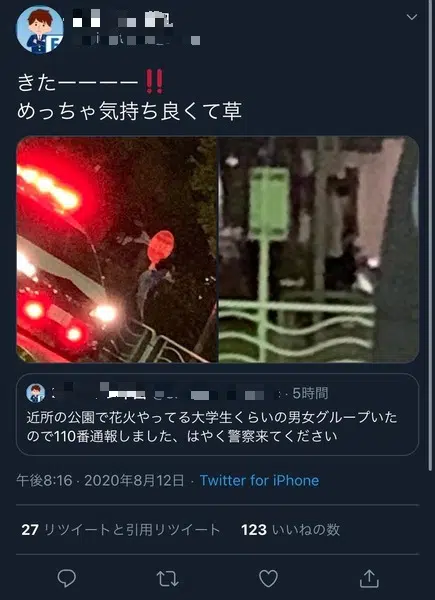 きたーーーー‼️
めっちゃ気持ち良くて草
· 5時間
近所の公園で花火やってる大学生くらいの男女グループいた
ので110番通報しました、はやく警察来てください
午後8:16 · 2020年8月12日 · Twitter for iPhone
27 リツイートと引用リツイート 123 いいねの数